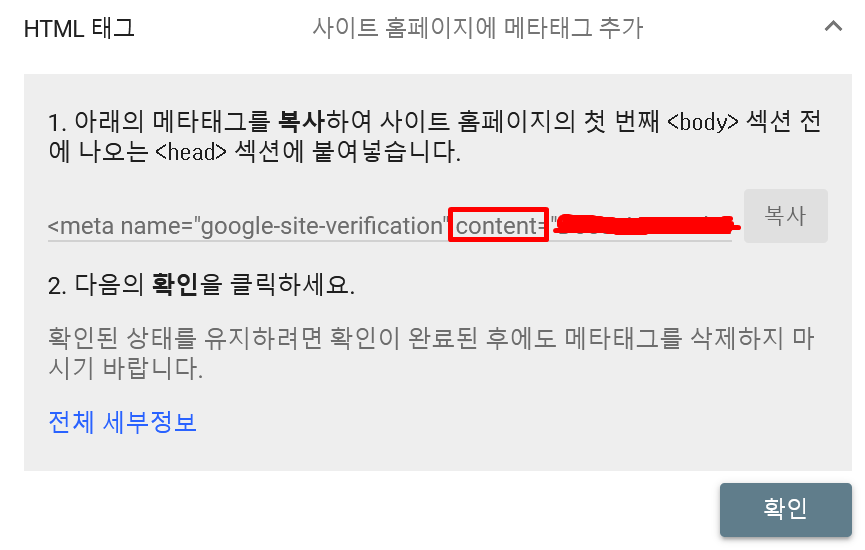 HTML 태그 사이트 홈페이지에 메타태그 추가
1. 아래의 메타태그를 복사하여 사이트 홈페이지의 첫 번째 <body> 섹션 전
에 나오는 <head> 섹션에 붙여넣습니다.
<meta name="google-site-verification" content=" 복사
2. 다음의 확인을 클릭하세요.
확인된 상태를 유지하려면 확인이 완료된 후에도 메타태그를 삭제하지 마
시기 바랍니다.
전체 세부정보
확인